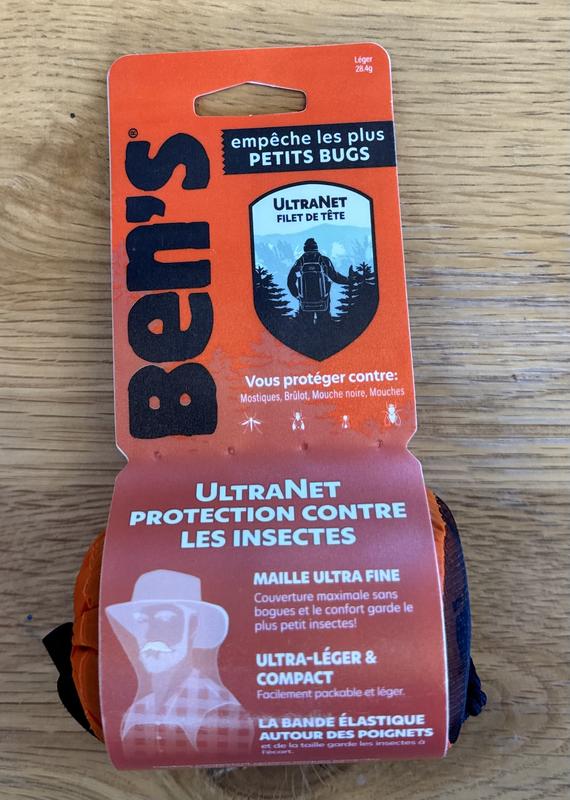 Léger
28.4g
Ben's®
empêche les plus
PETITS BUGS
ULTRANET
FILET DE TÊTE
Vous protéger contre:
Mostiques, Brûlot, Mouche noire, Mouches
ULTRANET
PROTECTION CONTRE
LES INSECTES
MAILLE ULTRA FINE
Couverture maximale sans
bogues et le confort garde le
plus petit insectes!
ULTRA-LÉGER &
COMPACT
Facilement packable et léger.
LA BANDE ÉLASTIQUE
AUTOUR DES POIGNETS
et de la taille garde les insectes à
l'écart.